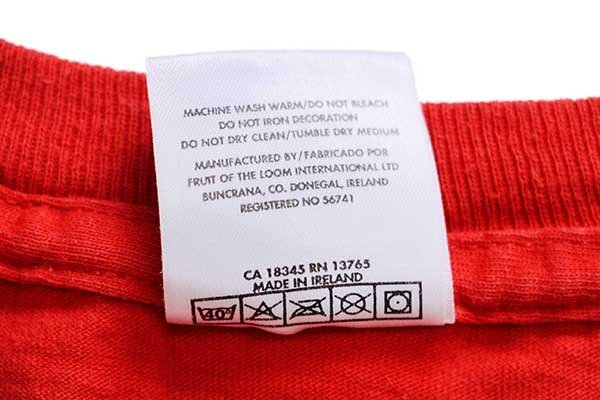 MACHINE WASH WARM/DO NOT BLEACH
DO NOT IRON DECORATION
DO NOT DRY CLEAN/TUMBLE DRY MEDIUM
MANUFACTURED BY/FABRICADO POR
FRUIT OF THE LOOM INTERNATIONAL LTD
BUNCRANA, CO. DONEGAL, IRELAND
REGISTERED NO 56741
CA 18345 RN 13765
MADE IN IRELAND
40°